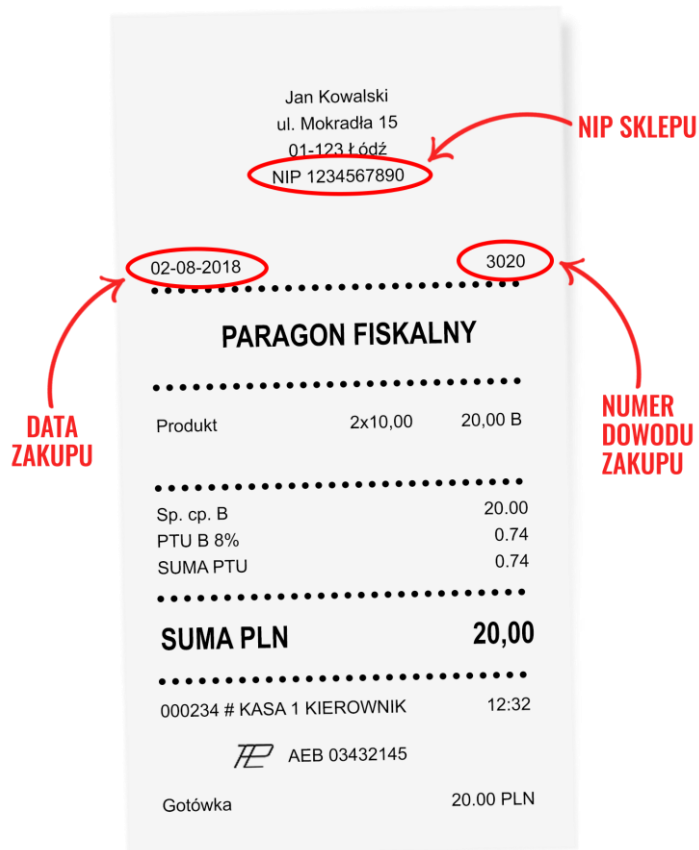 Jan Kowalski
ul. Mokradła 15
01-123 Łódź
NIP 1234567890
NIP SKLEPU
02-08-2018 3020
PARAGON FISKALNY
DATA
ZAKUPU
NUMER
DOWODU
ZAKUPU
Produkt 2x10,00 20,00 B
Sp. cp. B 20.00
PTU B 8% 0.74
SUMA PTU 0.74
SUMA PLN 20,00
000234 # KASA 1 KIEROWNIK 12:32
AEB 03432145
Gotówka 20.00 PLN